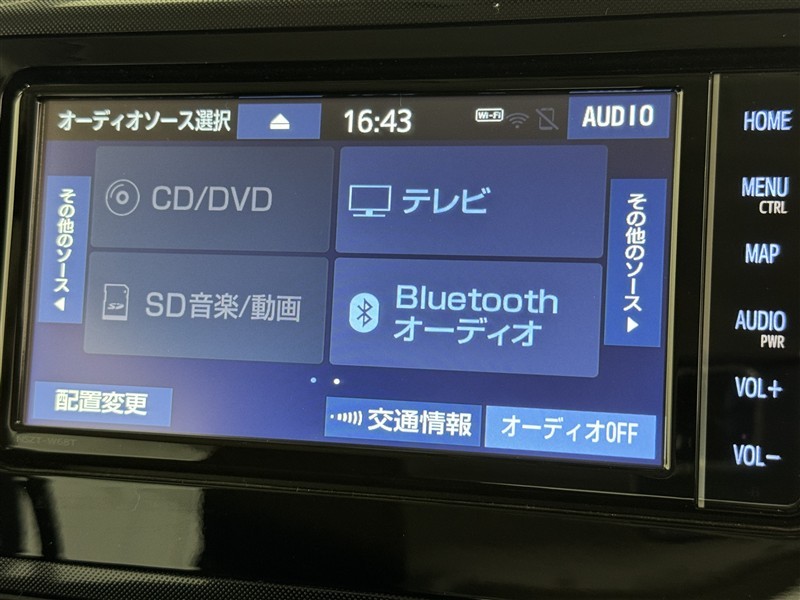 オーディオソース選択
16:43
Wi-Fi
AUDIO
その他のソース
CD/DVD
テレビ
SD音楽/動画
Bluetooth
オーディオ
その他のソース
配置変更
交通情報
オーディオOFF
NSZT-W68T
HOME
MENU
CTRL
MAP
AUDIO
PWR
VOL+
VOL−